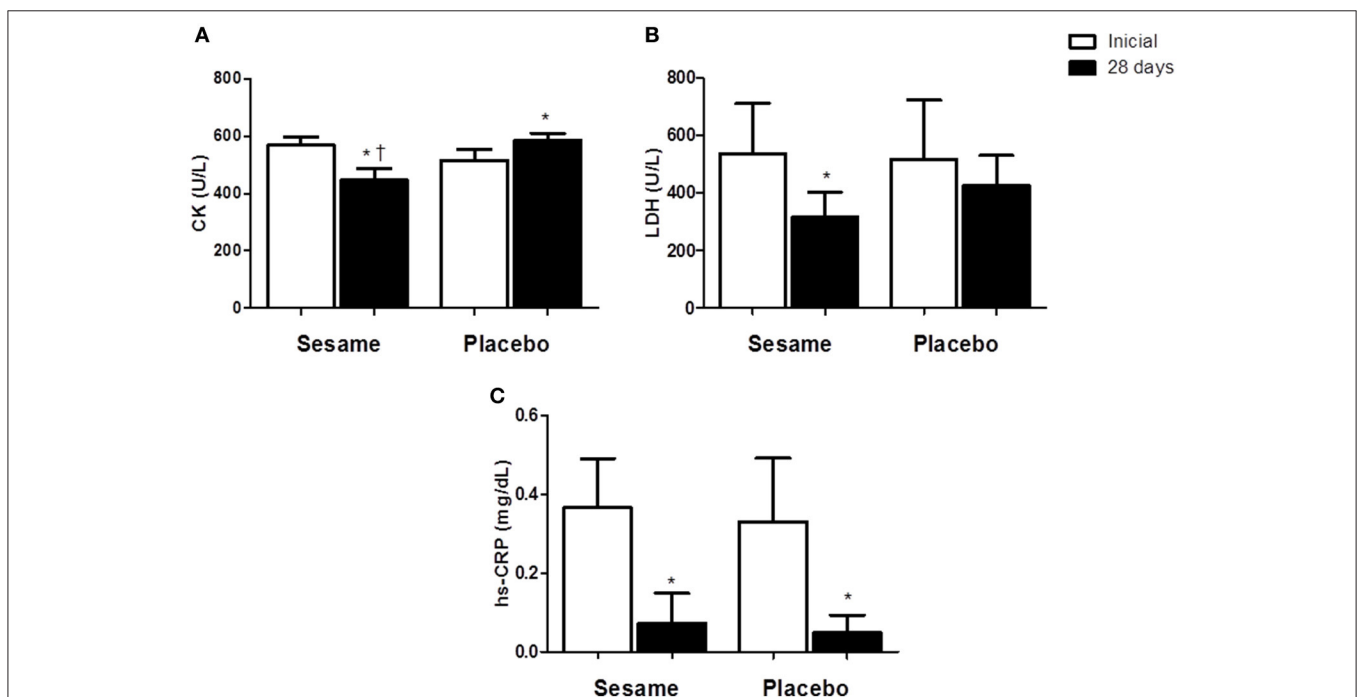 A
B
Inicial
28 days
CK (U/L)
800
600
400
200
0
* †
*
Sesame Placebo
LDH (U/L)
800
600
400
200
0
*
Sesame Placebo
C
hs-CRP (mg/dL)
0.6
0.4
0.2
0.0
*
*
Sesame Placebo